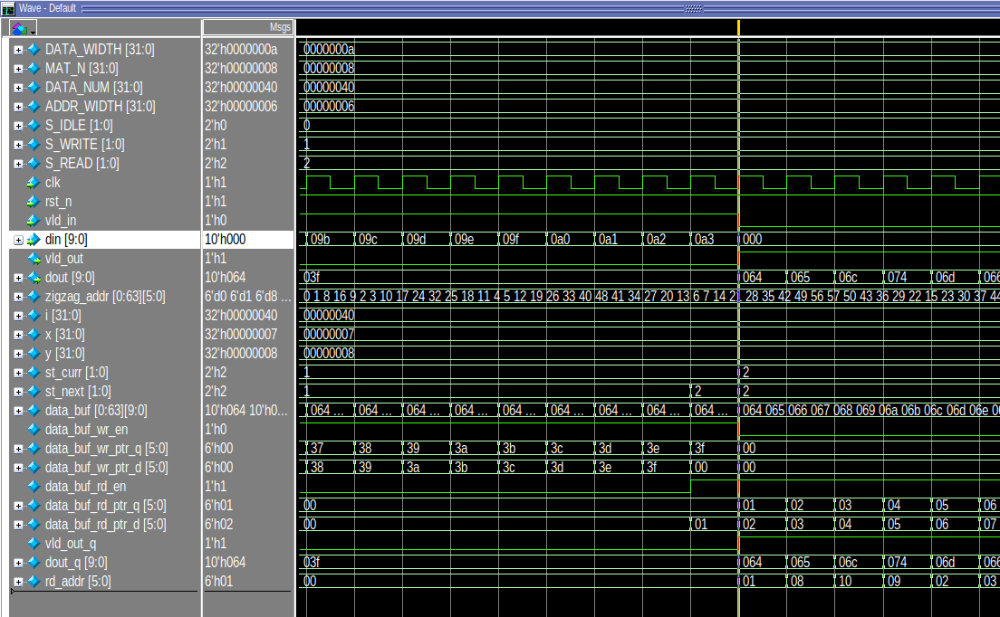 Wave - Default
Msgs
DATA_WIDTH [31:0] 32'h0000000a 0000000a
MAT_N [31:0] 32'h00000008 00000008
DATA_NUM [31:0] 32'h00000040 00000040
ADDR_WIDTH [31:0] 32'h00000006 00000006
S_IDLE [1:0] 2'h0 0
S_WRITE [1:0] 2'h1 1
S_READ [1:0] 2'h2 2
clk 1'h1
rst_n 1'h1
vld_in 1'h0
din [9:0] 10'h000 09b 09c 09d 09e 09f 0a0 0a1 0a2 0a3 000
vld_out 1'h1
dout [9:0] 10'h064 03f 064 065 06c 074 06d 066
zigzag_addr [0:63][5:0] 6'd0 6'd1 6'd8 ... 0 1 8 16 9 2 3 10 17 24 32 25 18 11 4 5 12 19 26 33 40 48 41 34 27 20 13 6 7 14 21 28 35 42 49 56 57 50 43 36 29 22 15 23 30 37 44
i [31:0] 32'h00000040 00000040
x [31:0] 32'h00000007 00000007
y [31:0] 32'h00000008 00000008
st_curr [1:0] 2'h2 1 2
st_next [1:0] 2'h2 1 2 2
data_buf [0:63][9:0] 10'h064 10'h0... 064 ... 064 ... 064 ... 064 ... 064 ... 064 ... 064 ... 064 ... 064 ... 064 065 066 067 068 069 06a 06b 06c 06d 06e 0
data_buf_wr_en 1'h0
data_buf_wr_ptr_q [5:0] 6'h00 37 38 39 3a 3b 3c 3d 3e 3f 00
data_buf_wr_ptr_d [5:0] 6'h00 38 39 3a 3b 3c 3d 3e 3f 00 00
data_buf_rd_en 1'h1
data_buf_rd_ptr_q [5:0] 6'h01 00 01 02 03 04 05 06
data_buf_rd_ptr_d [5:0] 6'h02 00 01 02 03 04 05 06 07
vld_out_q 1'h1
dout_q [9:0] 10'h064 03f 064 065 06c 074 06d 066
rd_addr [5:0] 6'h01 00 01 08 10 09 02 03